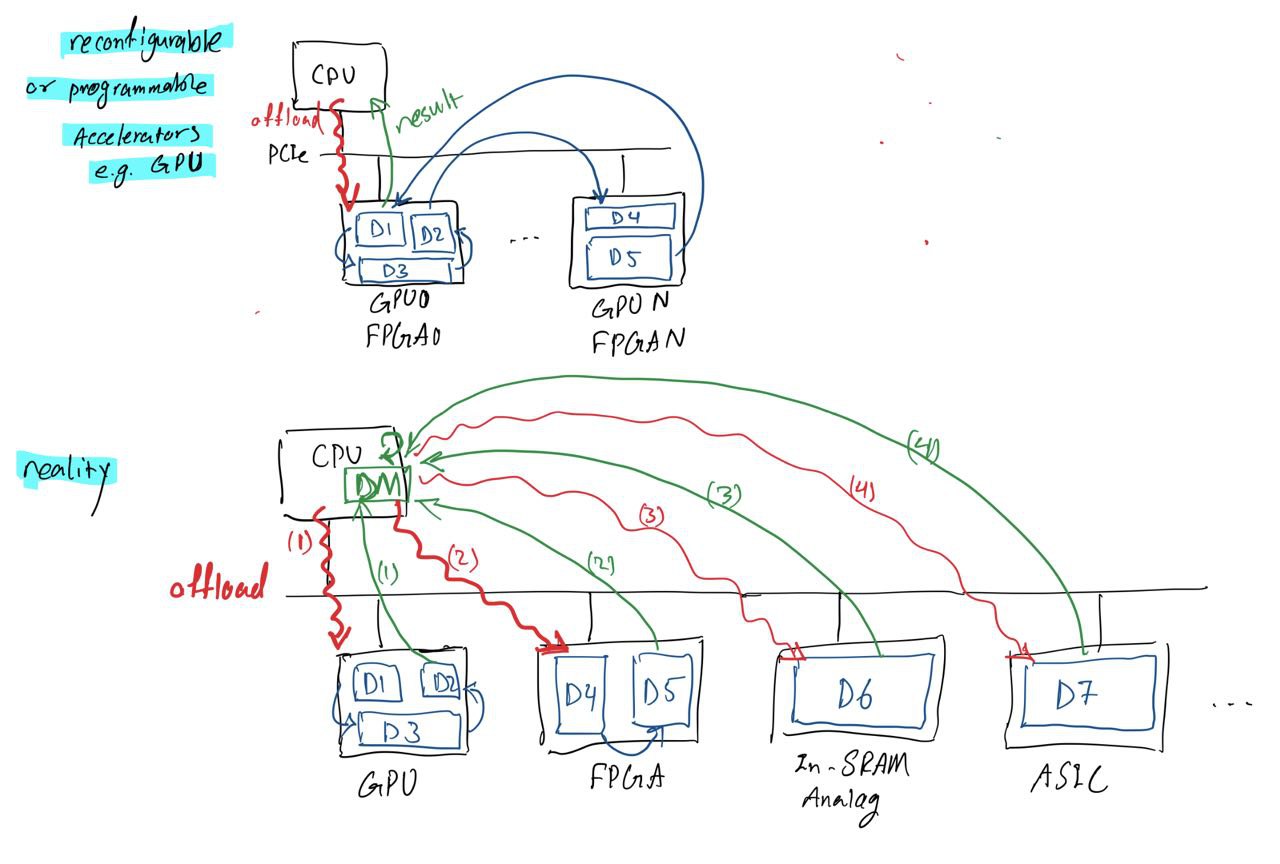 reconfigurable
or programmable
Accelerators
e.g. GPU
CPU
offload
result
PCIe
D1
D2
D3
...
D4
D5
GPU0
FPGA0
GPU N
FPGAN
reality
CPU
DM
(1)
(1)
(2)
(2)
(3)
(3)
(4)
(4)
offload
D1
D2
D3
D4
D5
D6
D7
...
GPU
FPGA
In-SRAM
Analag
ASIC